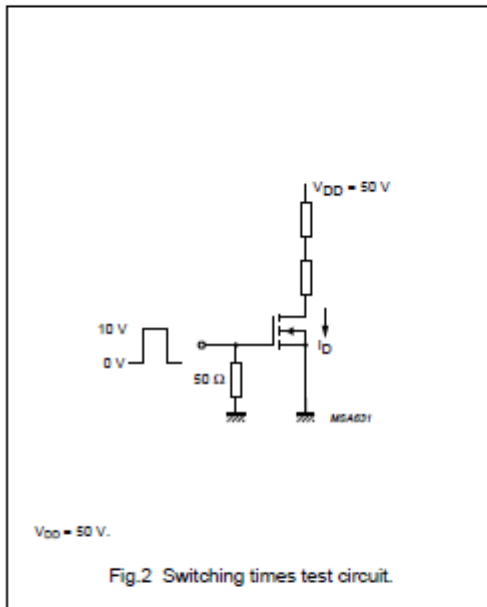 VDD = 50 V
10 V
0 V
ID
50 Ω
MSA631
VDD = 50 V.
Fig.2 Switching times test circuit.